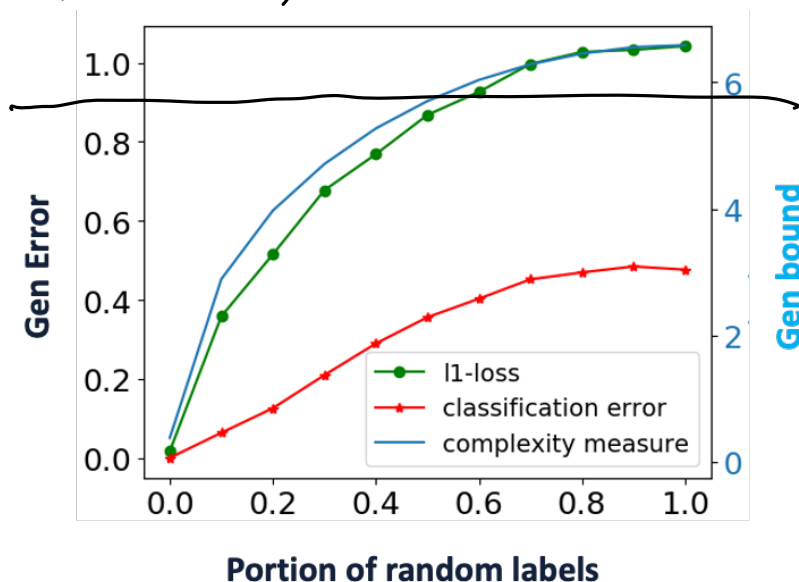 1.0
0.8
0.6
0.4
0.2
0.0
Gen Error
6
4
2
0
Gen bound
l1-loss
classification error
complexity measure
0.0 0.2 0.4 0.6 0.8 1.0
Portion of random labels